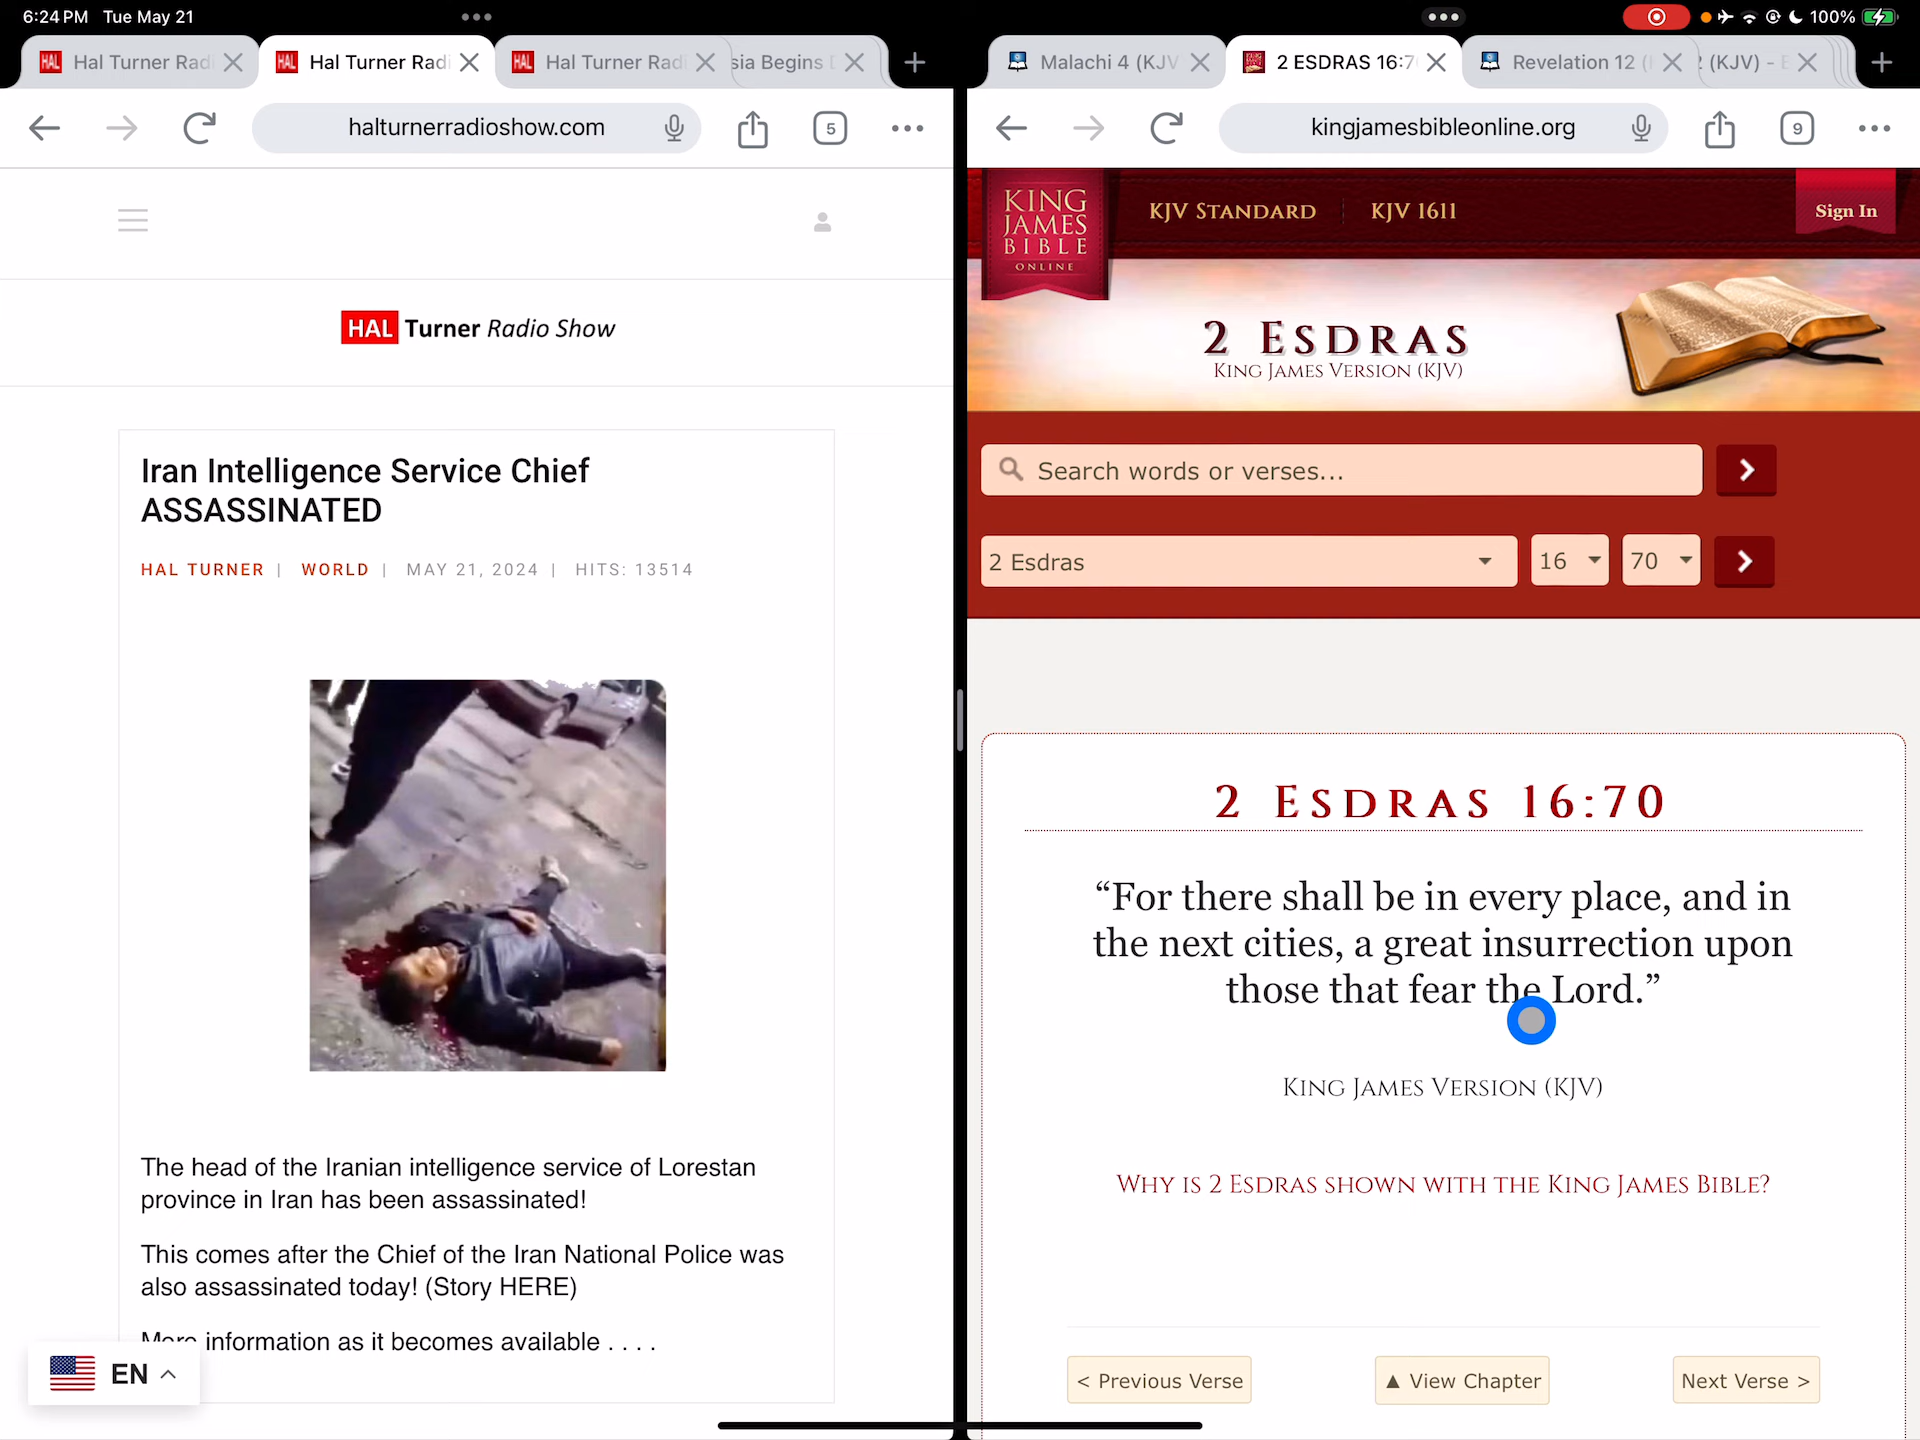 6:24 PM Tue May 21
100%
Hal Turner Rad
Hal Turner Radi
Hal Turner Radi
sia Begins
halturnerradioshow.com
5
HAL Turner Radio Show
Iran Intelligence Service Chief
ASSASSINATED
HAL TURNER | WORLD | MAY 21, 2024 | HITS: 13514
The head of the Iranian intelligence service of Lorestan
province in Iran has been assassinated!
This comes after the Chief of the Iran National Police was
also assassinated today! (Story HERE)
More information as it becomes available . . . .
EN
Malachi 4 (KJV
2 ESDRAS 16:7
Revelation 12 (
(KJV) -
kingjamesbibleonline.org
9
KING
JAMES
BIBLE
ONLINE
KJV STANDARD
KJV 1611
Sign In
2 ESDRAS
KING JAMES VERSION (KJV)
Search words or verses...
2 Esdras
16
70
2 ESDRAS 16:70
“For there shall be in every place, and in
the next cities, a great insurrection upon
those that fear the Lord.”
KING JAMES VERSION (KJV)
WHY IS 2 ESDRAS SHOWN WITH THE KING JAMES BIBLE?
< Previous Verse
▲ View Chapter
Next Verse >